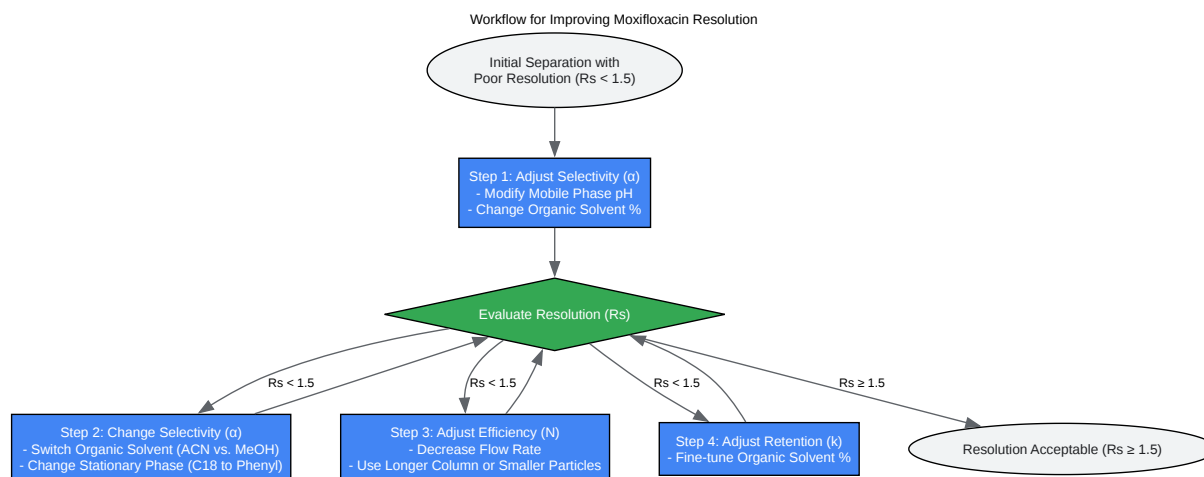 Workflow for Improving Moxifloxacin Resolution
Initial Separation with
Poor Resolution (Rs < 1.5)
Step 1: Adjust Selectivity (α)
- Modify Mobile Phase pH
- Change Organic Solvent %
Evaluate Resolution (Rs)
Rs < 1.5
Rs < 1.5
Rs < 1.5
Rs ≥ 1.5
Step 2: Change Selectivity (α)
- Switch Organic Solvent (ACN vs. MeOH)
- Change Stationary Phase (C18 to Phenyl)
Step 3: Adjust Efficiency (N)
- Decrease Flow Rate
- Use Longer Column or Smaller Particles
Step 4: Adjust Retention (k)
- Fine-tune Organic Solvent %
Resolution Acceptable (Rs ≥ 1.5)